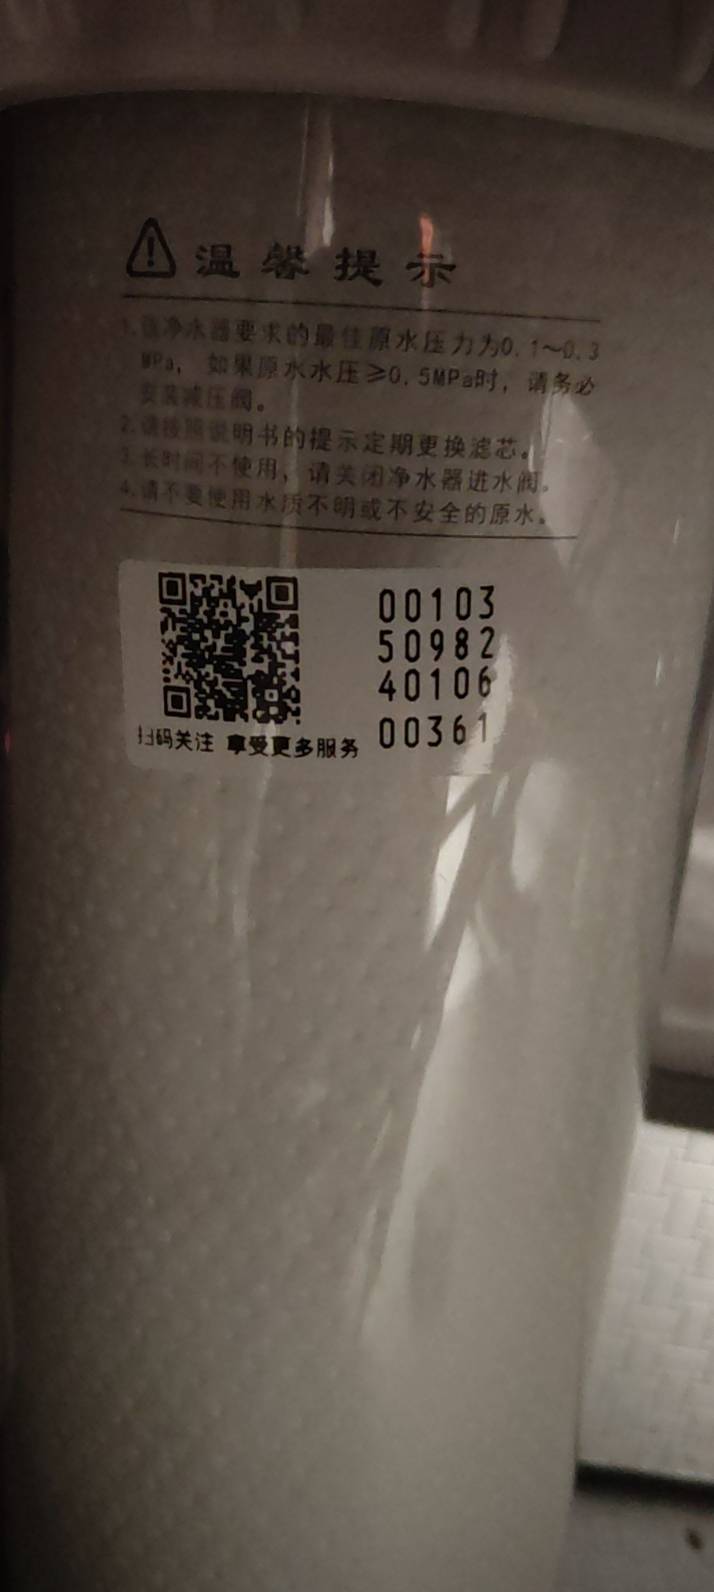 温馨提示
1.该净水器要求的最佳原水压力为0.1～0.3
MPa，如果原水水压≥0.5MPa时，请务必
安装减压阀。
2.请按照说明书的提示定期更换滤芯。
3.长时间不使用，请关闭净水器进水阀。
4.请不要使用水质不明或不安全的原水。
00103
50982
40106
00361
扫码关注 享受更多服务